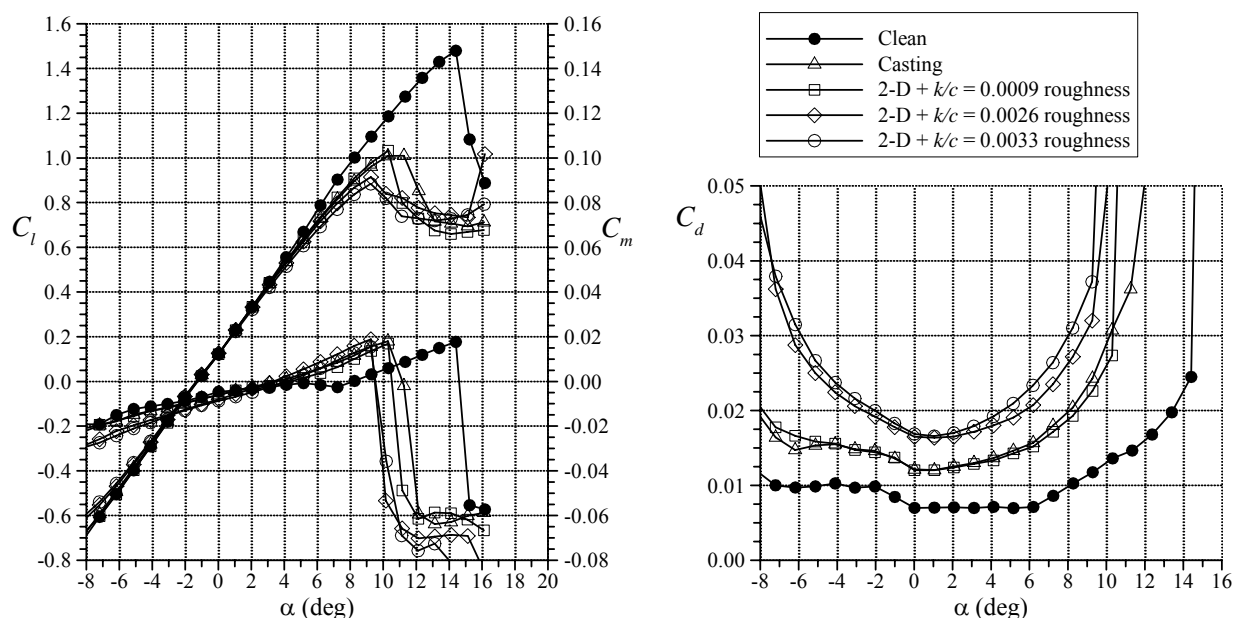 1.6
1.4
1.2
1.0
0.8
0.6
0.4
0.2
0.0
-0.2
-0.4
-0.6
-0.8
C_l
0.16
0.14
0.12
0.10
0.08
0.06
0.04
0.02
0.00
-0.02
-0.04
-0.06
-0.08
C_m
-8 -6 -4 -2 0 2 4 6 8 10 12 14 16 18 20
α (deg)
Clean
Casting
2-D + k/c = 0.0009 roughness
2-D + k/c = 0.0026 roughness
2-D + k/c = 0.0033 roughness
0.05
0.04
0.03
0.02
0.01
0.00
C_d
-8 -6 -4 -2 0 2 4 6 8 10 12 14 16
α (deg)